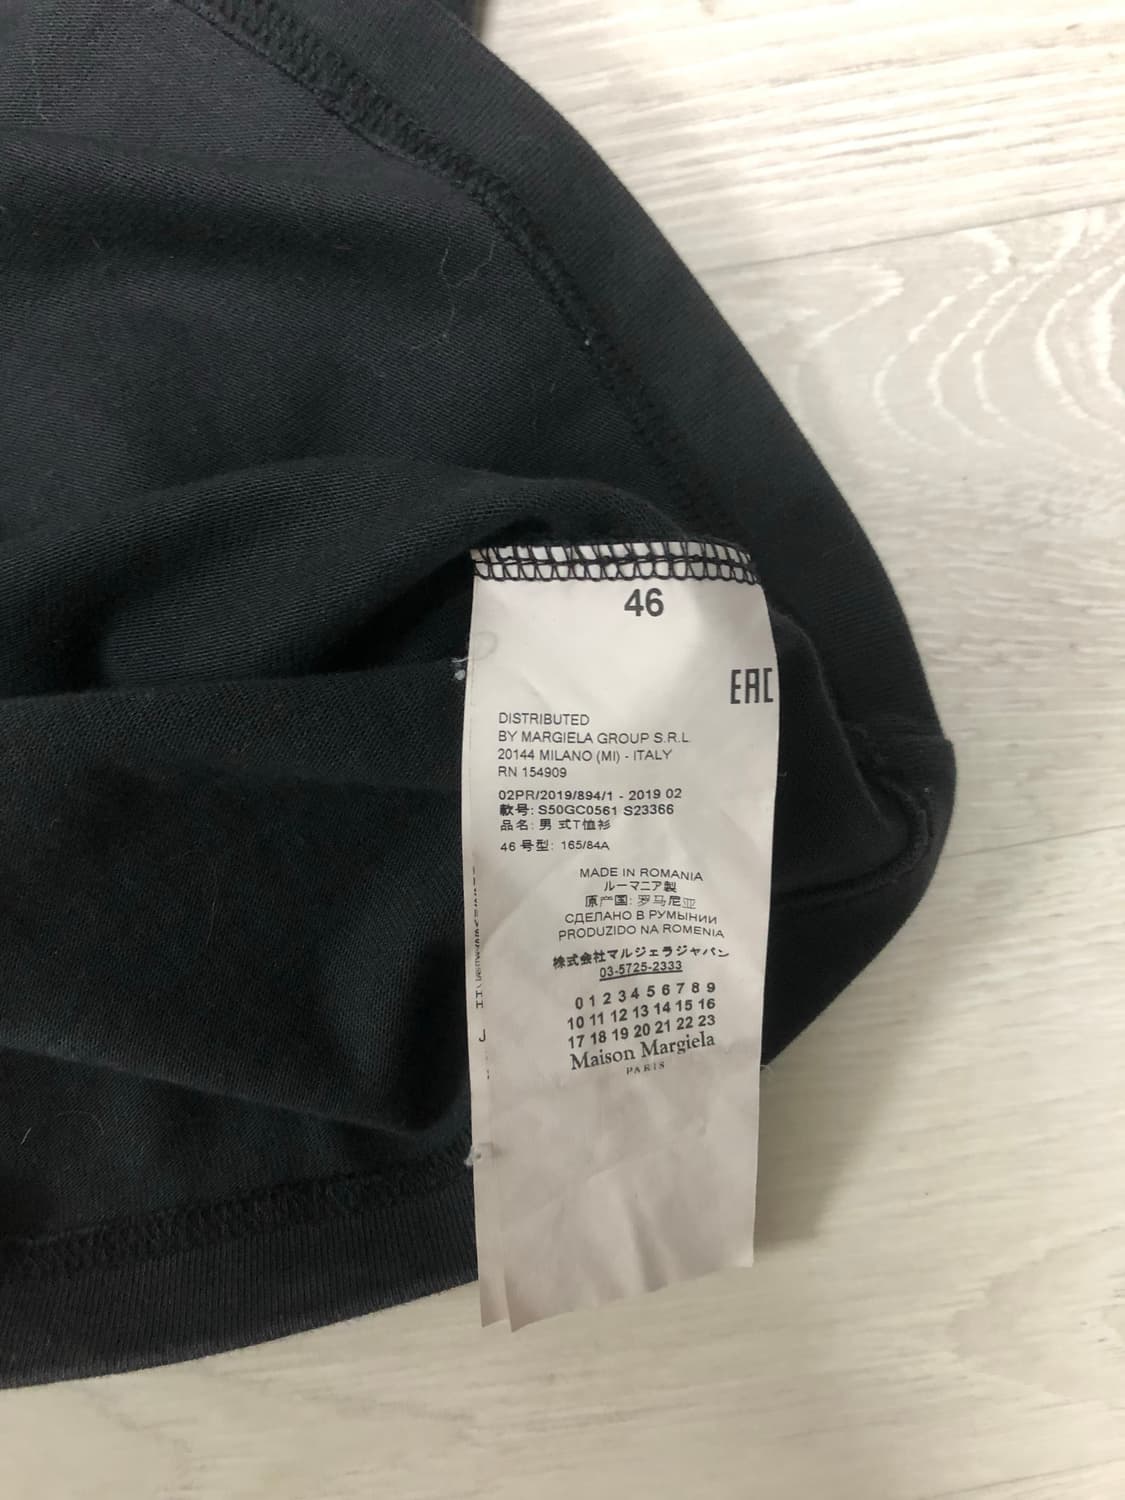 46
EAC
DISTRIBUTED
BY MARGIELA GROUP S.R.L.
20144 MILANO (MI) - ITALY
RN 154909
02PR/2019/894/1 - 2019 02
款号: S50GC0561 S23366
品名: 男 式T恤衫
46 号型: 165/84A
MADE IN ROMANIA
ルーマニア製
原产国: 罗马尼亚
СДЕЛАНО В РУМЫНИИ
PRODUZIDO NA ROMENIA
株式会社マルジェラジャパン
03-5725-2333
0 1 2 3 4 5 6 7 8 9
10 11 12 13 14 15 16
17 18 19 20 21 22 23
Maison Margiela
PARIS